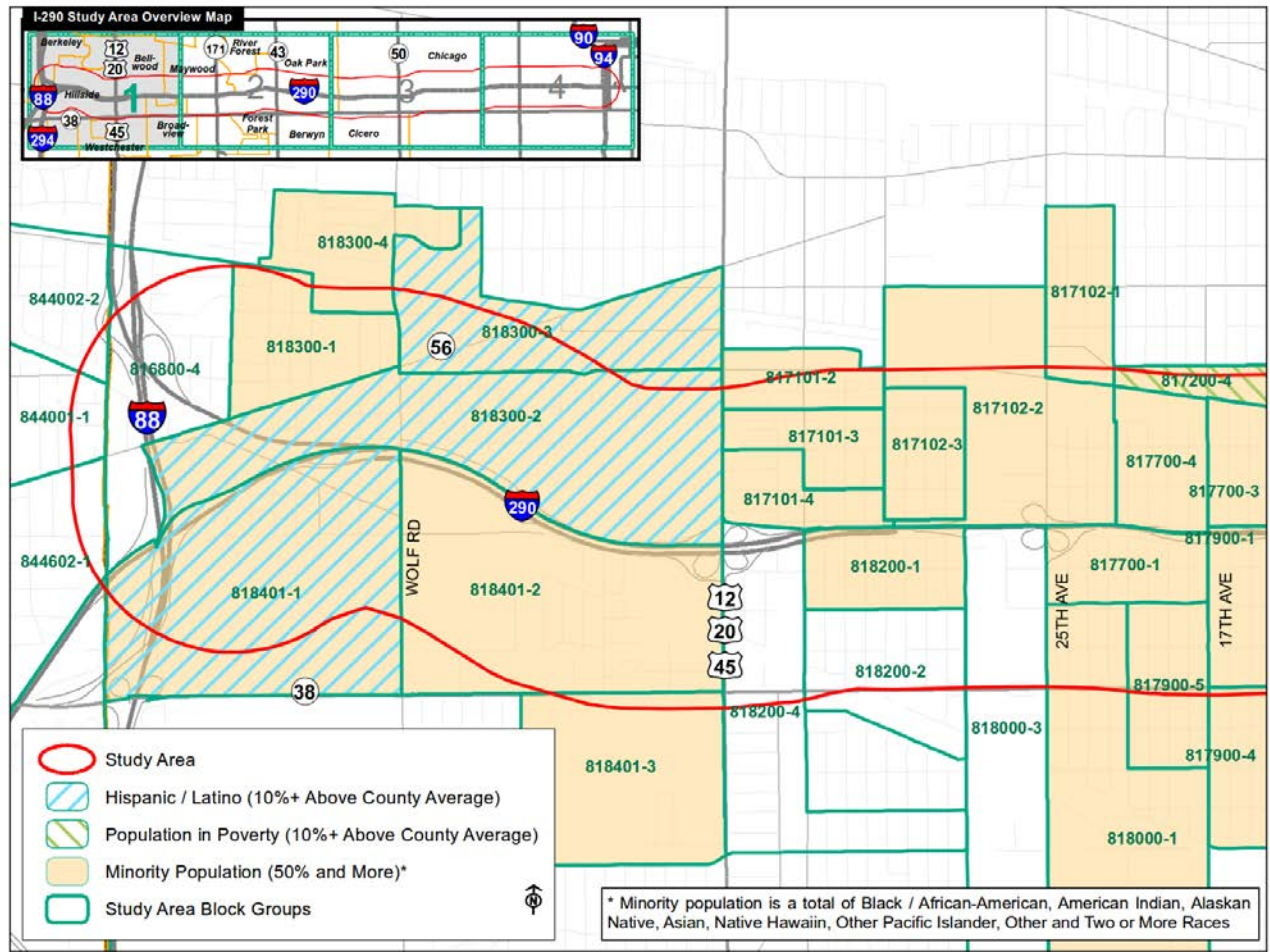 I-290 Study Area Overview Map
Berkeley
12
Bell-
wood
20
171
River
Forest
Maywood
43
Oak Park
50
Chicago
90
94
88
Hillside
1
2
290
3
4
38
294
45
Westchester
Broad-
view
Forest
Park
Berwyn
Cicero
818300-4
844002-2
818300-1
818300-3
56
816800-4
88
844001-1
818300-2
817102-1
817101-2
817200-4
817102-2
817101-3
817102-3
817700-4
817101-4
817700-3
290
WOLF RD
844602-1
818401-1
818401-2
817900-1
818200-1
817700-1
12
20
45
25TH AVE
17TH AVE
38
818200-2
817900-5
818200-4
818000-3
818401-3
817900-4
818000-1
Study Area
Hispanic / Latino (10%+ Above County Average)
Population in Poverty (10%+ Above County Average)
Minority Population (50% and More)*
Study Area Block Groups
N
* Minority population is a total of Black / African-American, American Indian, Alaskan
Native, Asian, Native Hawaiin, Other Pacific Islander, Other and Two or More Races